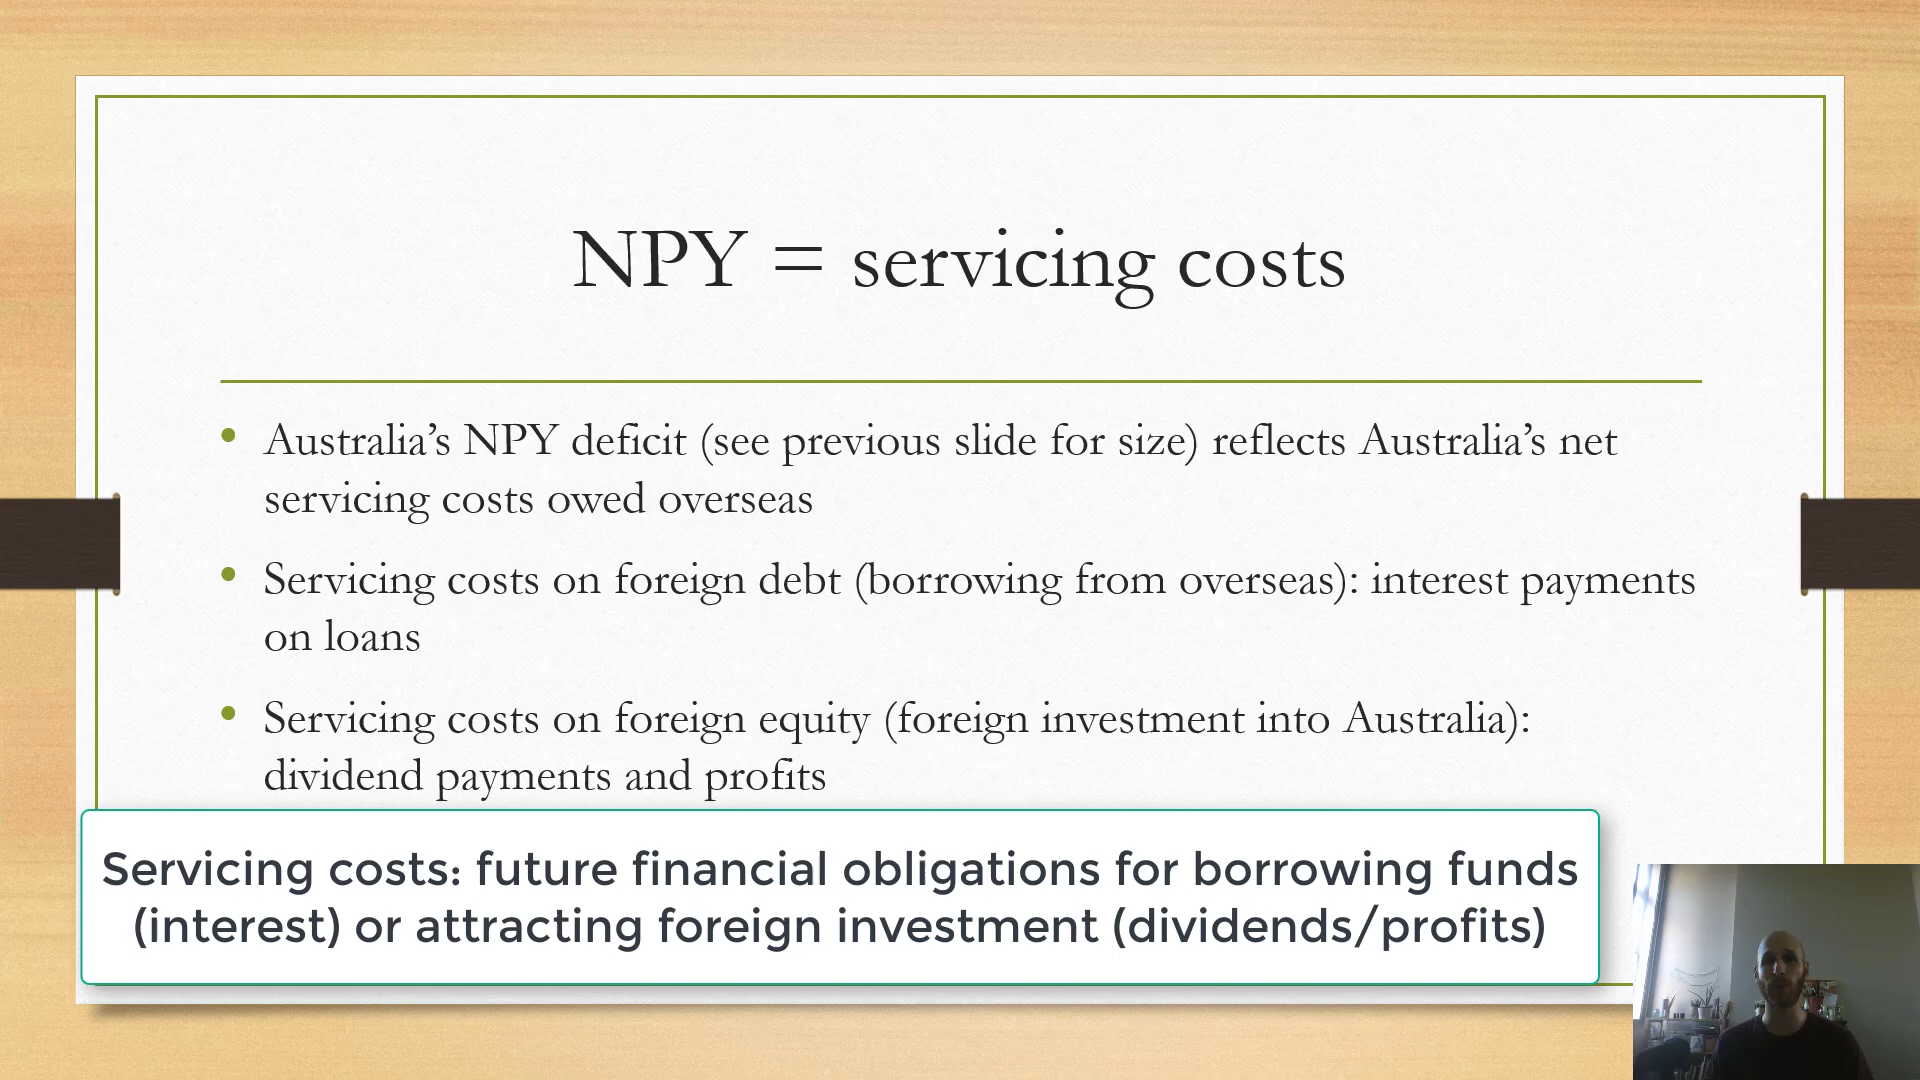 NPY = servicing costs
• Australia’s NPY deficit (see previous slide for size) reflects Australia’s net
servicing costs owed overseas
• Servicing costs on foreign debt (borrowing from overseas): interest payments
on loans
• Servicing costs on foreign equity (foreign investment into Australia):
dividend payments and profits
Servicing costs: future financial obligations for borrowing funds
(interest) or attracting foreign investment (dividends/profits)